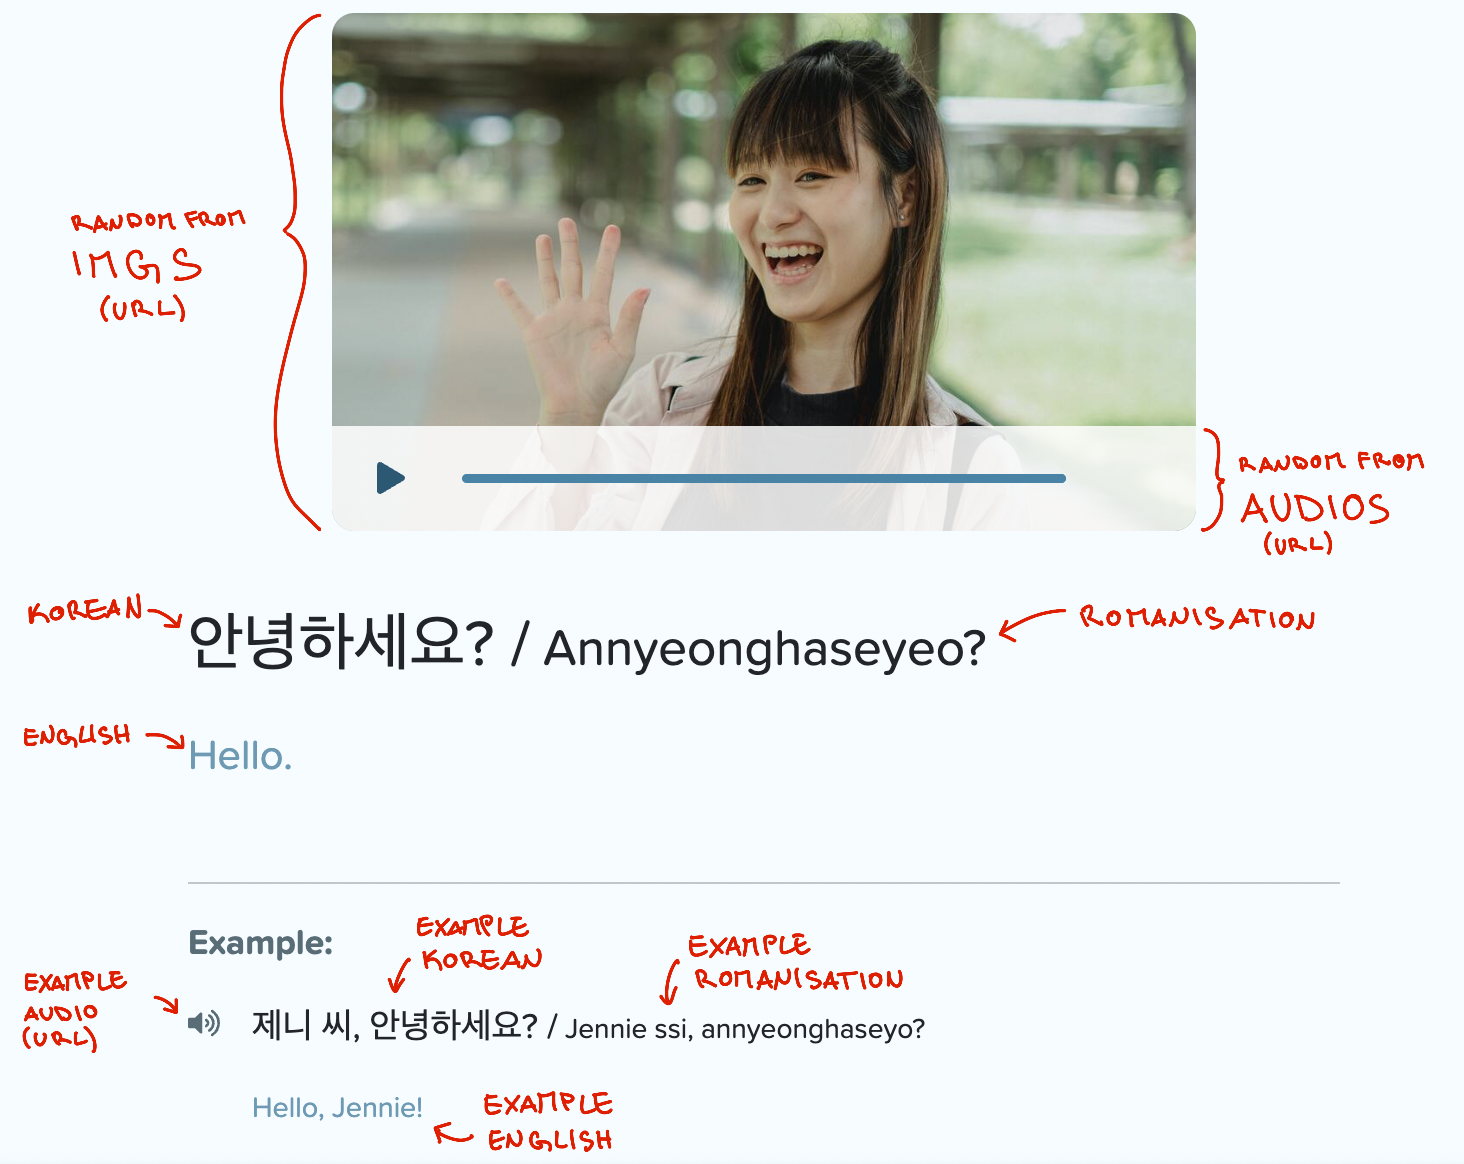 RANDOM FROM
IMGS
(URL)
RANDOM FROM
AUDIOS
(URL)
KOREAN
안녕하세요? / Annyeonghaseyeo?
ROMANISATION
ENGLISH
Hello.
Example:
EXAMPLE
KOREAN
EXAMPLE
ROMANISATION
EXAMPLE
AUDIO
(URL)
제니 씨, 안녕하세요? / Jennie ssi, annyeonghaseyo?
Hello, Jennie!
EXAMPLE
ENGLISH